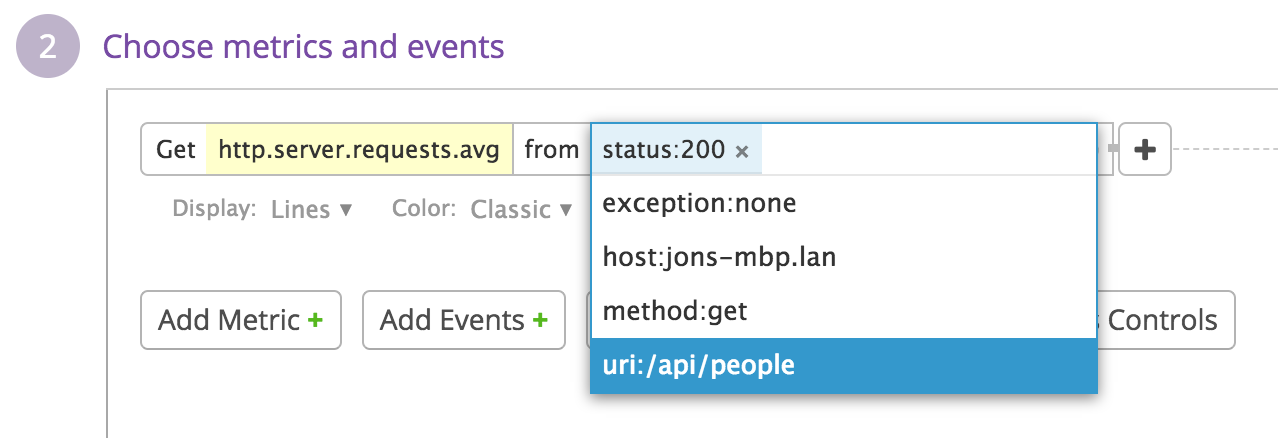 2 Choose metrics and events
Get http.server.requests.avg from status:200 ×
exception:none
Display: Lines ▼ Color: Classic ▼
host:jons-mbp.lan
method:get
Add Metric + Add Events + Controls
uri:/api/people